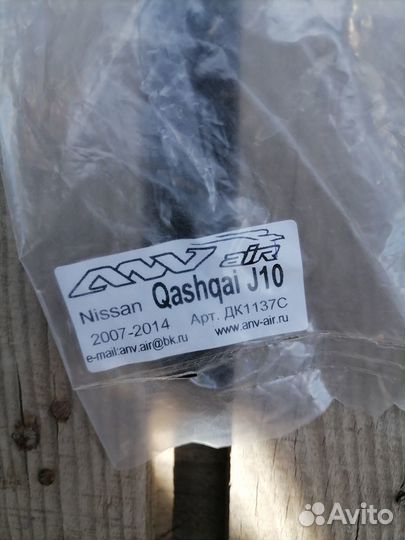 ANV air
Nissan Qashqai J10
2007-2014 Арт. ДК1137С
e-mail:anv.air@bk.ru www.anv-air.ru
Avito